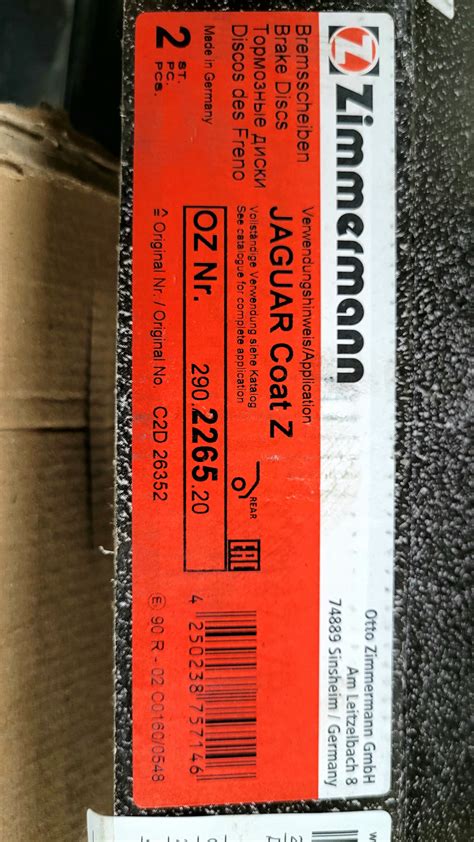 Zimmermann
Otto Zimmermann GmbH
Am Leitzelbach 8
74889 Sinsheim / Germany
Bremsscheiben
Brake Discs
Тормозные диски
Discos des Freno
2 ST.
PC.
PCS.
Made in Germany
Verwendungshinweis/Application
JAGUAR Coat Z
Vollständige Verwendung siehe Katalog
See catalogue for complete application
REAR
EAC
OZ Nr. 290.2265.20
≙ Original Nr. / Original No. C2D 26352
4 250238 757146
E 90 R - 02 C0160/0548